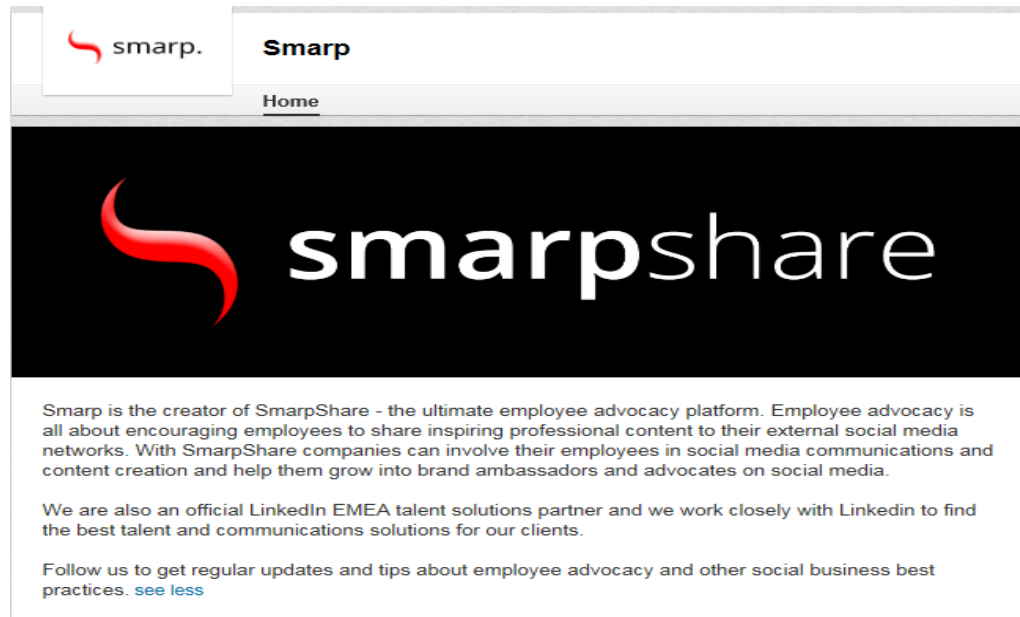 smarp.
Smarp
Home
smarpshare
Smarp is the creator of SmarpShare - the ultimate employee advocacy platform. Employee advocacy is
all about encouraging employees to share inspiring professional content to their external social media
networks. With SmarpShare companies can involve their employees in social media communications and
content creation and help them grow into brand ambassadors and advocates on social media.
We are also an official LinkedIn EMEA talent solutions partner and we work closely with Linkedin to find
the best talent and communications solutions for our clients.
Follow us to get regular updates and tips about employee advocacy and other social business best
practices. see less